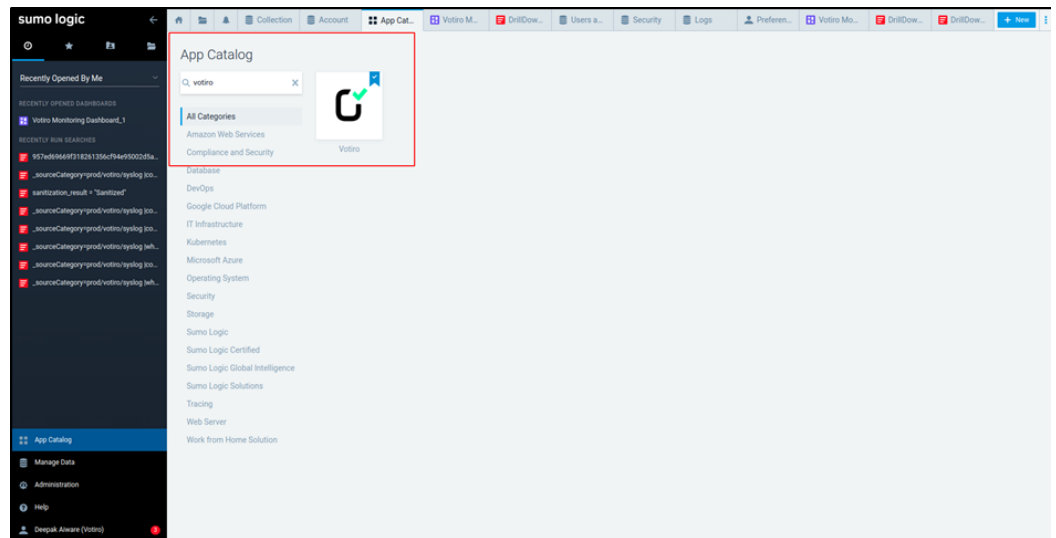 sumo logic
Collection
Account
App Cat...
Votiro M...
DrillDow...
Users a...
Security
Logs
Preferen...
Votiro Mo...
DrillDow...
DrillDow...
+ New
Recently Opened By Me
RECENTLY OPENED DASHBOARDS
Votiro Monitoring Dashboard_1
RECENTLY RUN SEARCHES
957ed69669f318261356cf94e95002d5a...
_sourceCategory=prod/votiro/syslog |co...
sanitization_result = "Sanitized"
_sourceCategory=prod/votiro/syslog |co...
_sourceCategory=prod/votiro/syslog |co...
_sourceCategory=prod/votiro/syslog |wh...
_sourceCategory=prod/votiro/syslog |co...
_sourceCategory=prod/votiro/syslog |wh...
App Catalog
Manage Data
Administration
Help
Deepak Aiware (Votiro)
3
App Catalog
votiro
All Categories
Amazon Web Services
Compliance and Security
Database
DevOps
Google Cloud Platform
IT Infrastructure
Kubernetes
Microsoft Azure
Operating System
Security
Storage
Sumo Logic
Sumo Logic Certified
Sumo Logic Global Intelligence
Sumo Logic Solutions
Tracing
Web Server
Work from Home Solution
Votiro